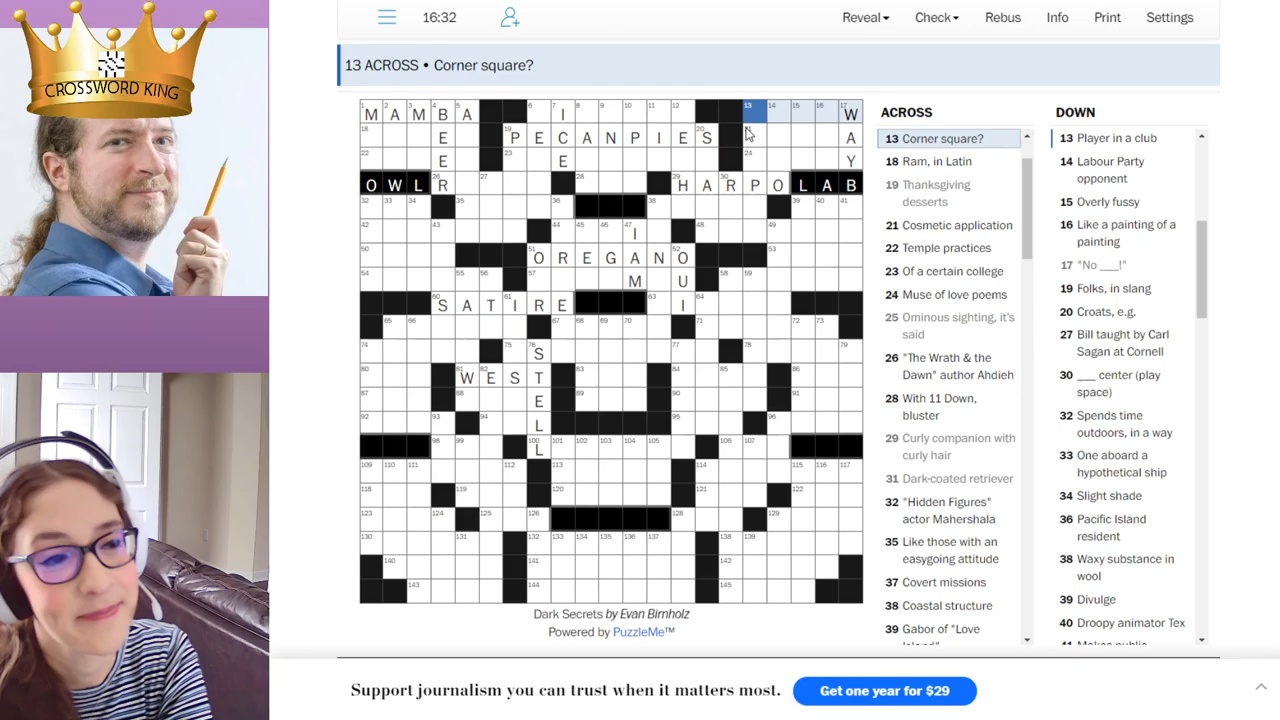 CROSSWORD KING
16:32
Reveal
Check
Rebus
Info
Print
Settings
13 ACROSS • Corner square?
M A M B A I W
P E C A N P I E S A
E E Y
O W L R H A R P O L A B
I
O R E G A N O
M U
S A T I R E I
S
W E S T
E
L
L
Dark Secrets by Evan Birnholz
Powered by PuzzleMe™
ACROSS
13 Corner square?
18 Ram, in Latin
19 Thanksgiving
desserts
21 Cosmetic application
22 Temple practices
23 Of a certain college
24 Muse of love poems
25 Ominous sighting, it's
said
26 "The Wrath & the
Dawn" author Ahdieh
28 With 11 Down,
bluster
29 Curly companion with
curly hair
31 Dark-coated retriever
32 "Hidden Figures"
actor Mahershala
35 Like those with an
easygoing attitude
37 Covert missions
38 Coastal structure
39 Gabor of "Love
DOWN
13 Player in a club
14 Labour Party
opponent
15 Overly fussy
16 Like a painting of a
painting
17 "No ___!"
19 Folks, in slang
20 Croats, e.g.
27 Bill taught by Carl
Sagan at Cornell
30 ___ center (play
space)
32 Spends time
outdoors, in a way
33 One aboard a
hypothetical ship
34 Slight shade
36 Pacific Island
resident
38 Waxy substance in
wool
39 Divulge
40 Droopy animator Tex
Support journalism you can trust when it matters most.
Get one year for $29